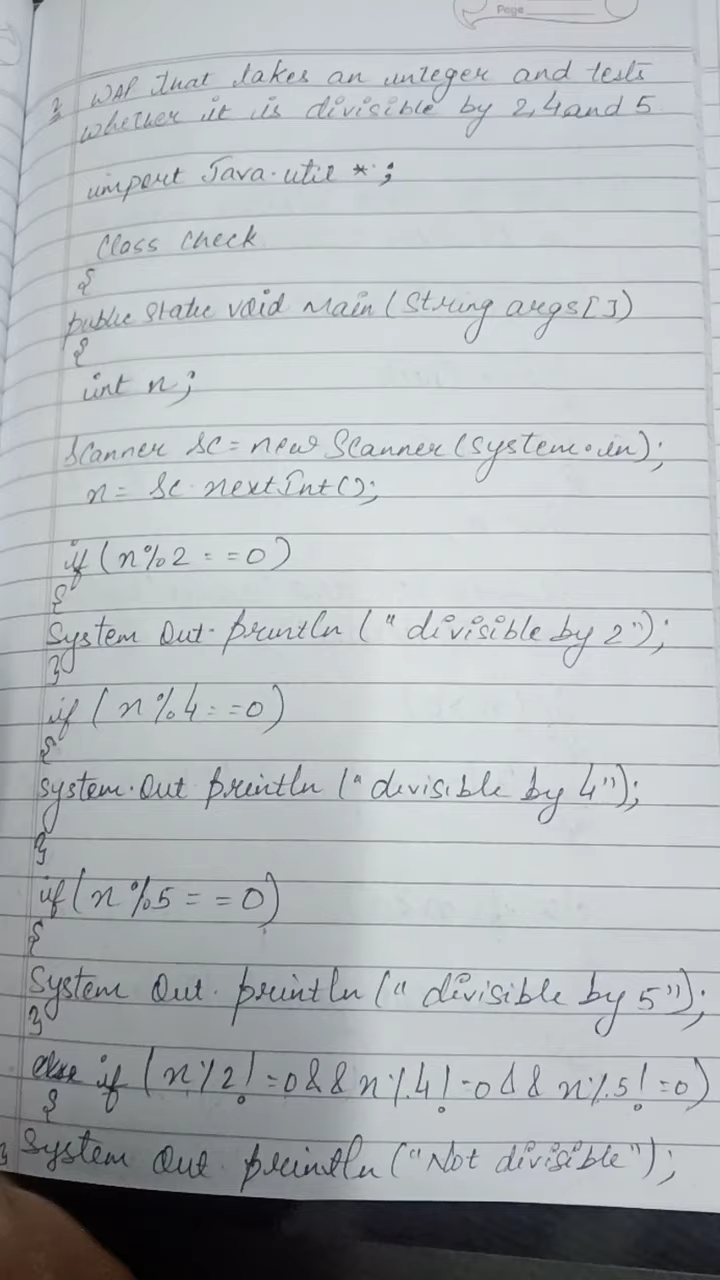 Page
WAP that takes an integer and tests
whether it is divisible by 2,4 and 5
import Java.util *;
Class Check
{
public static void main (String args[])
{
int n;
Scanner sc = new Scanner (system.in);
n = sc.nextInt();
if (n%2 = =0)
{
System Out. println (" divisible by 2");
}
if (n%4 = =0)
{
System.Out println (" divisible by 4");
}
if (n%5 = =0)
{
System Out. println (" divisible by 5");
}
else if (n%2! =0 && n%4! =0 && n%5! =0)
{
System Out println ("Not divisible");